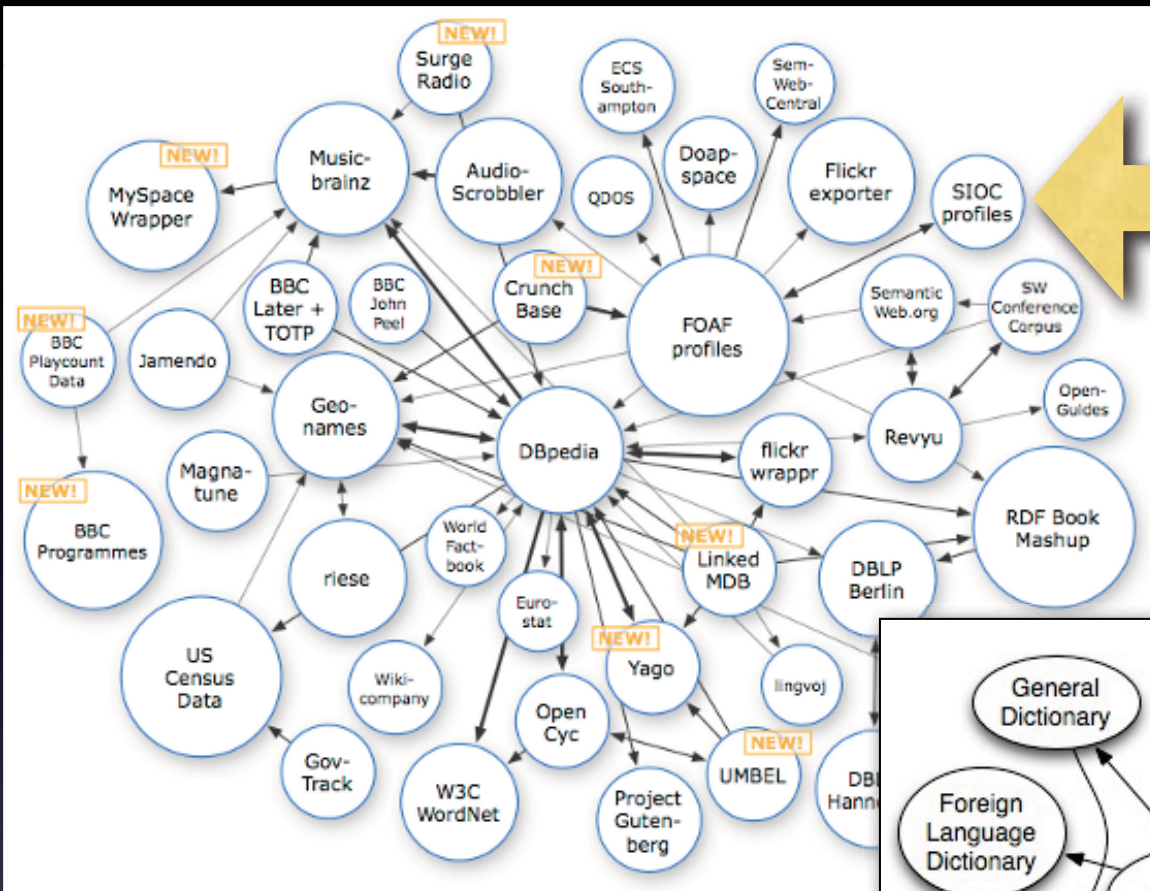 NEW!
Surge
Radio
ECS
South-
ampton
Sem-
Web-
Central
Music-
brainz
Audio-
Scrobbler
Doap-
space
Flickr
exporter
NEW!
MySpace
Wrapper
QDOS
SIOC
profiles
NEW!
Crunch
Base
BBC
Later +
TOTP
BBC
John
Peel
FOAF
profiles
Semantic
Web.org
SW
Conference
Corpus
NEW!
BBC
Playcount
Data
Jamendo
Geo-
names
DBpedia
flickr
wrappr
Revyu
Open-
Guides
Magna-
tune
NEW!
BBC
Programmes
riese
World
Fact-
book
Euro-
stat
NEW!
Linked
MDB
DBLP
Berlin
RDF Book
Mashup
US
Census
Data
Wiki-
company
NEW!
Yago
lingvoj
Open
Cyc
Gov-
Track
W3C
WordNet
Project
Guten-
berg
NEW!
UMBEL
General
Dictionary
Foreign
Language
Dictionary